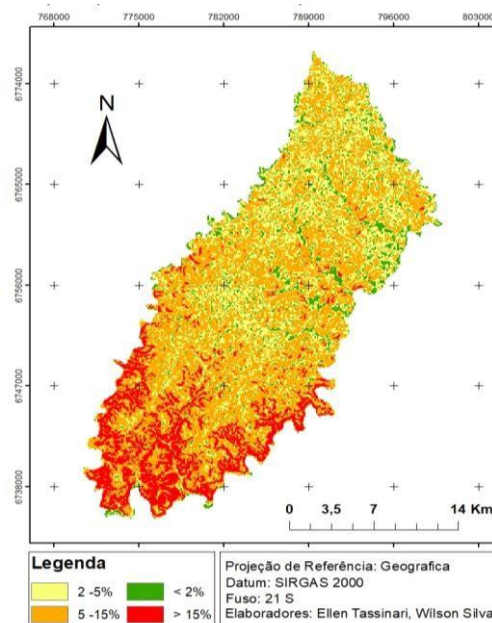 768000 775000 782000 789000 796000 803000
6774000
6765000
6756000
6747000
6738000
N
0 3,5 7 14 Km
Legenda
2 -5% < 2%
5 -15% > 15%
Projeção de Referência: Geografica
Datum: SIRGAS 2000
Fuso: 21 S
Elaboradores: Ellen Tassinari, Wilson Silva